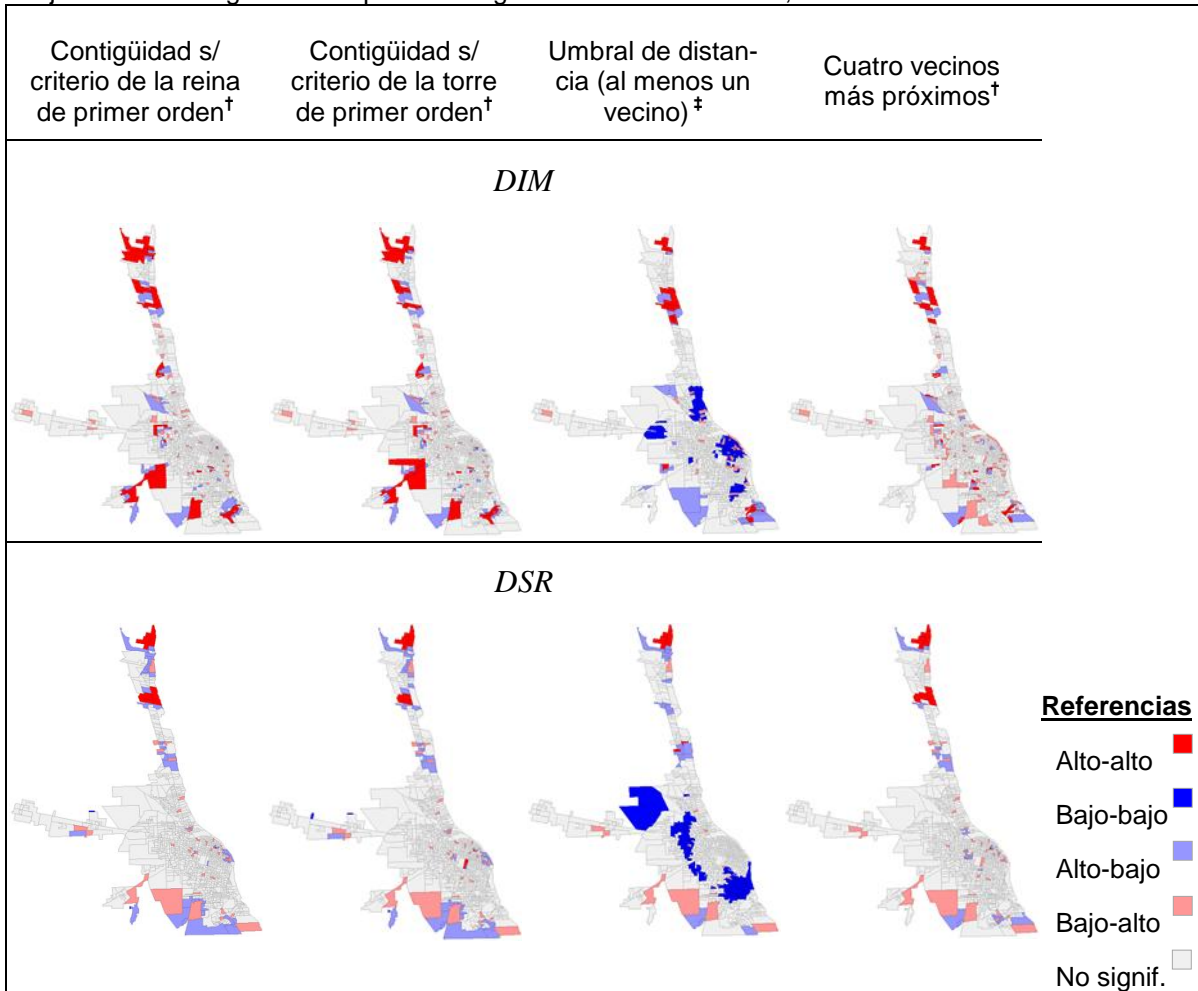 Contigüidad s/
criterio de la reina
de primer orden†
Contigüidad s/
criterio de la torre
de primer orden†
Umbral de distan-
cia (al menos un
vecino) ‡
Cuatro vecinos
más próximos†
DIM
DSR
Referencias
Alto-alto
Bajo-bajo
Alto-bajo
Bajo-alto
No signif.